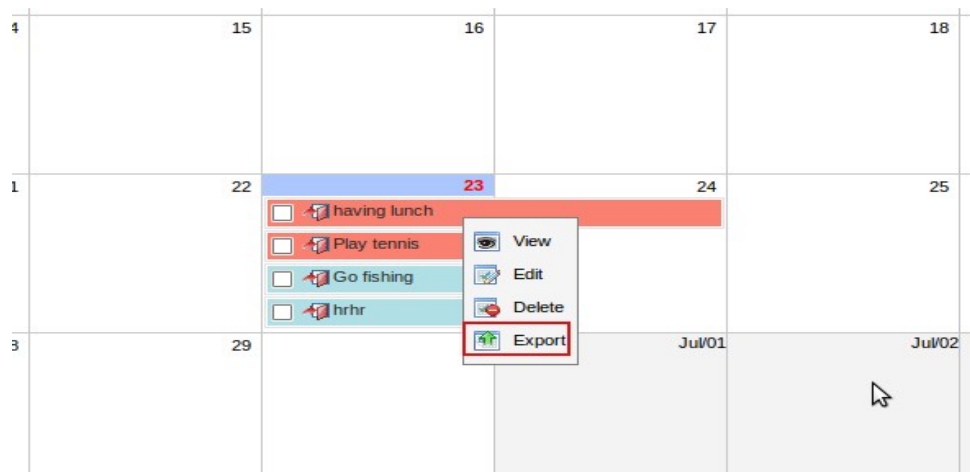 4 15 16 17 18
1 22 23 24 25
having lunch
Play tennis
View
Go fishing
Edit
hrhr
Delete
8 29 Export Jul/01 Jul/02